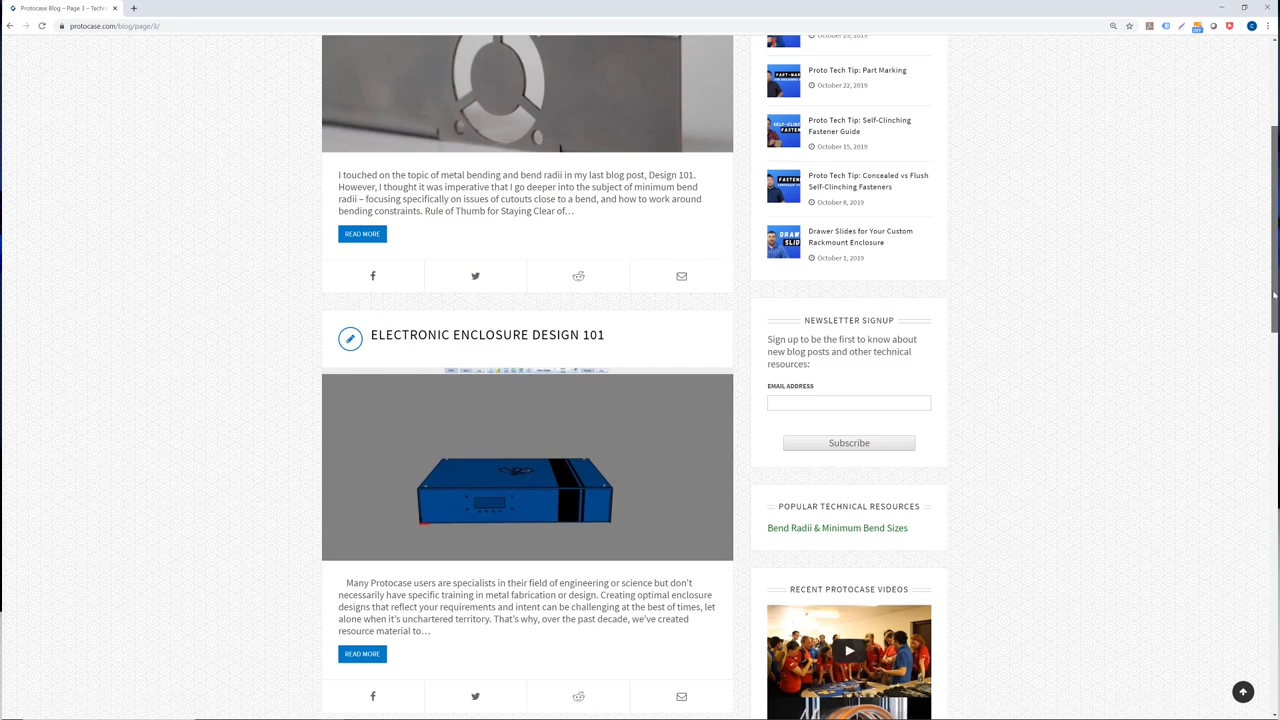 Protocase Blog – Page 3 – Techni
protocase.com/blog/page/3/
OFF
C
October 29, 2019
Proto Tech Tip: Part Marking
October 22, 2019
Proto Tech Tip: Self-Clinching
Fastener Guide
October 15, 2019
Proto Tech Tip: Concealed vs Flush
Self-Clinching Fasteners
October 8, 2019
Drawer Slides for Your Custom
Rackmount Enclosure
October 1, 2019
I touched on the topic of metal bending and bend radii in my last blog post, Design 101.
However, I thought it was imperative that I go deeper into the subject of minimum bend
radii – focusing specifically on issues of cutouts close to a bend, and how to work around
bending constraints. Rule of Thumb for Staying Clear of…
READ MORE
ELECTRONIC ENCLOSURE DESIGN 101
Many Protocase users are specialists in their field of engineering or science but don't
necessarily have specific training in metal fabrication or design. Creating optimal enclosure
designs that reflect your requirements and intent can be challenging at the best of times, let
alone when it's unchartered territory. That's why, over the past decade, we've created
resource material to…
READ MORE
NEWSLETTER SIGNUP
Sign up to be the first to know about
new blog posts and other technical
resources:
EMAIL ADDRESS
Subscribe
POPULAR TECHNICAL RESOURCES
Bend Radii & Minimum Bend Sizes
RECENT PROTOCASE VIDEOS